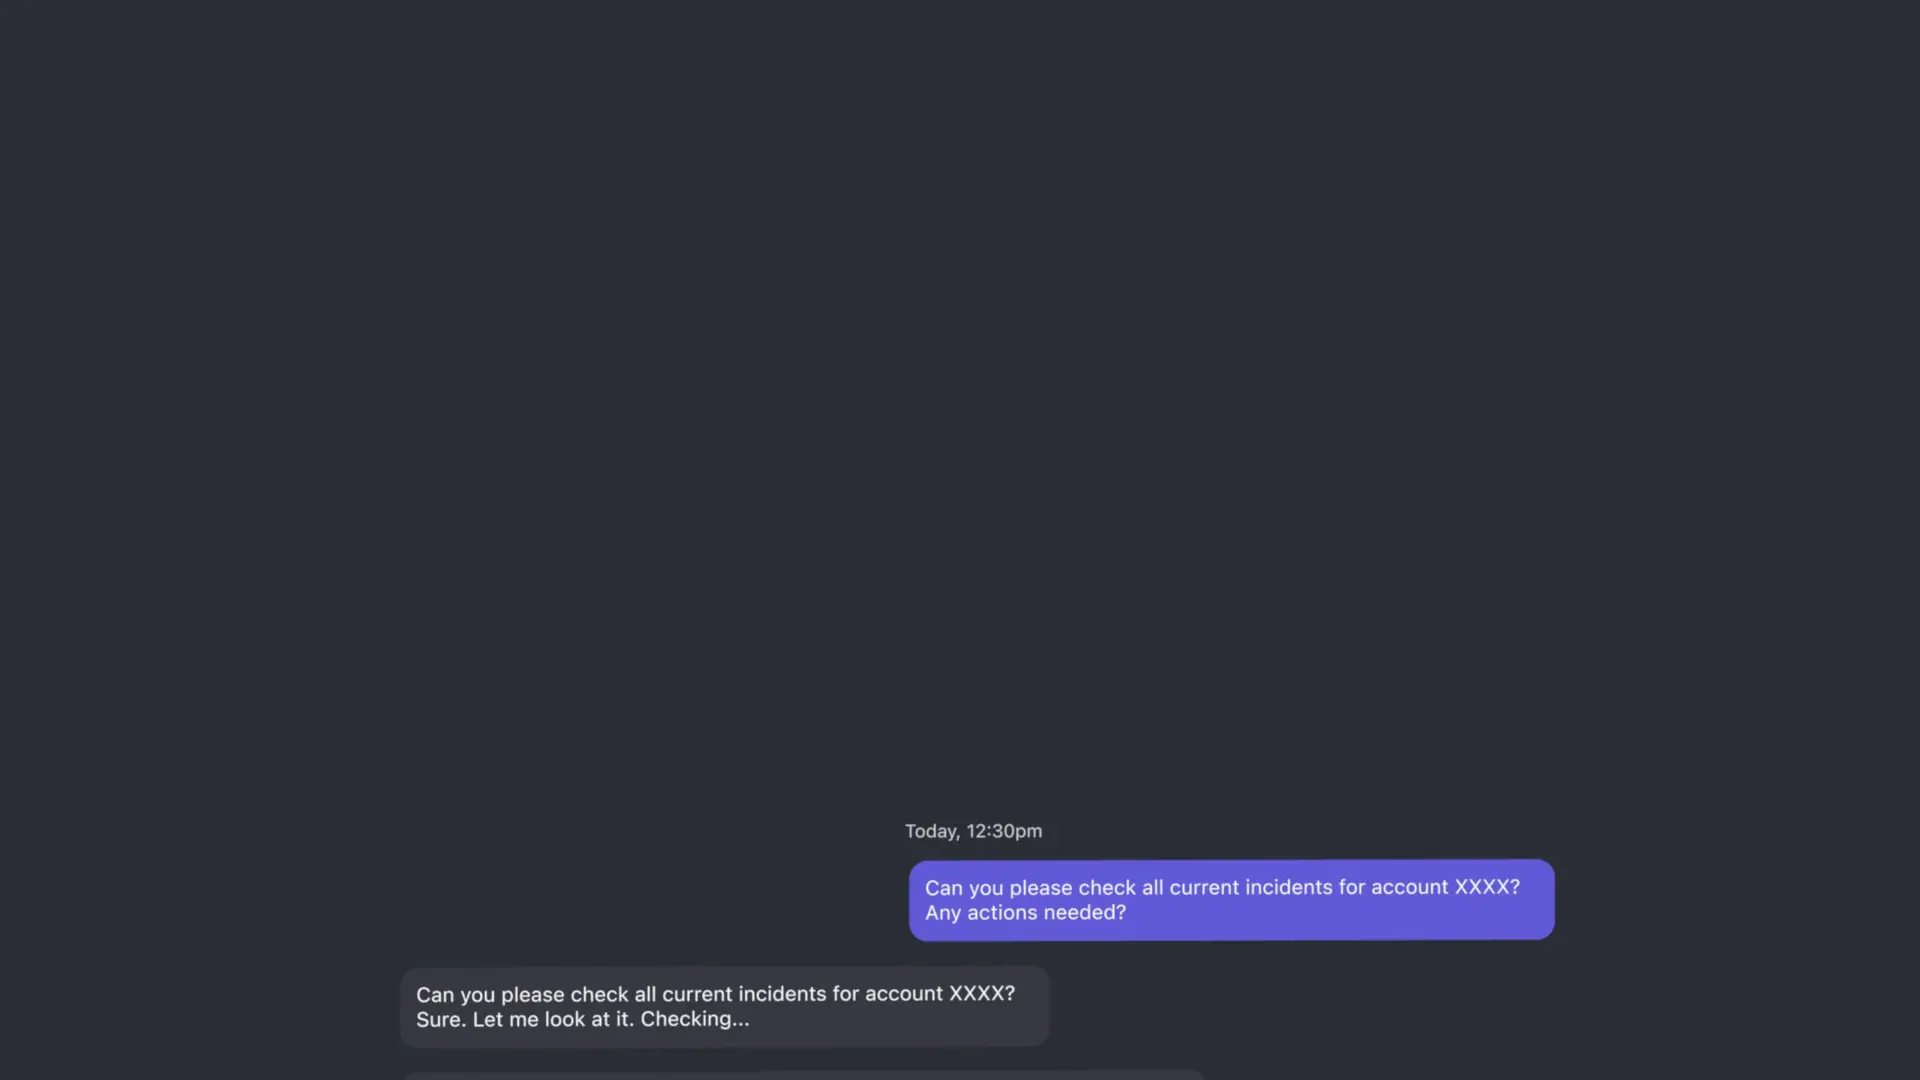 Today, 12:30pm
Can you please check all current incidents for account XXXX?
Any actions needed?
Can you please check all current incidents for account XXXX?
Sure. Let me look at it. Checking...